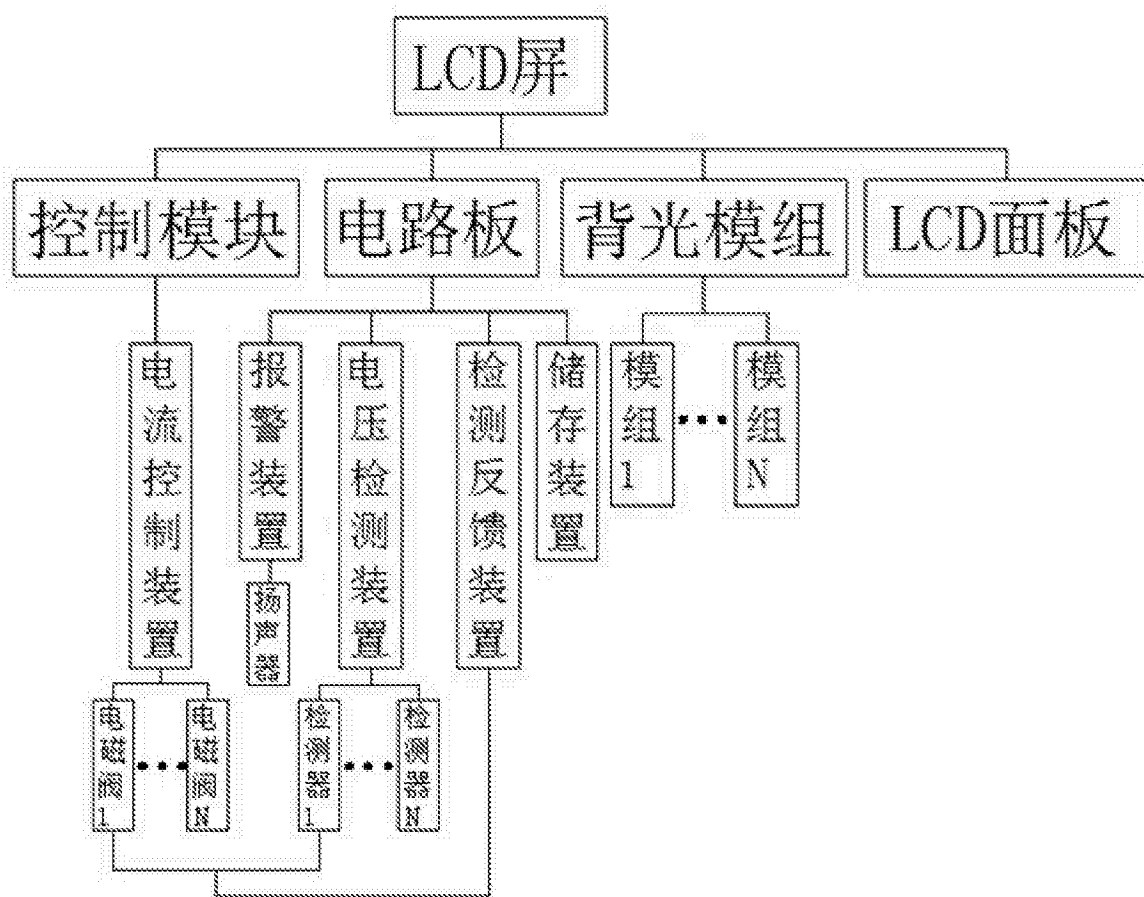 LCD屏
控制模块
电路板
背光模组
LCD面板
电流控制装置
报警装置
电压检测装置
检测反馈装置
储存装置
模组1
模组N
扬声器
电磁阀1
电磁阀N
检测器1
检测器N